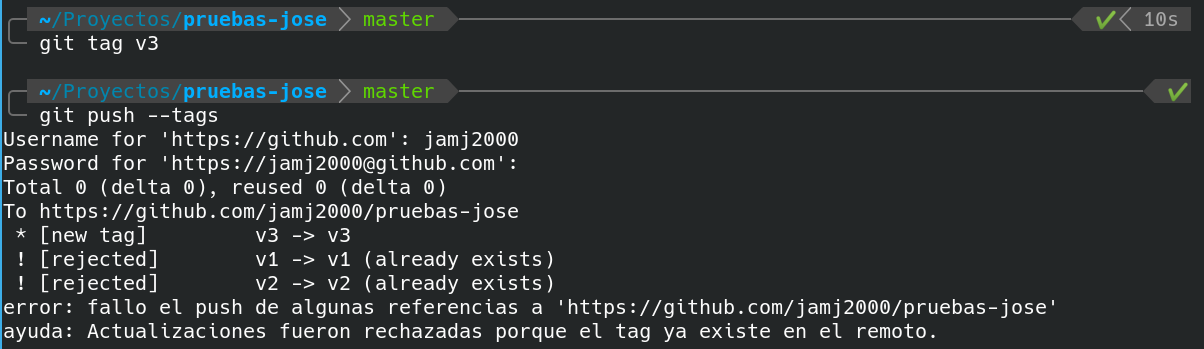 ~/Proyectos/pruebas-jose master ✔ 10s
git tag v3
~/Proyectos/pruebas-jose master ✔
git push --tags
Username for 'https://github.com': jamj2000
Password for 'https://jamj2000@github.com':
Total 0 (delta 0), reused 0 (delta 0)
To https://github.com/jamj2000/pruebas-jose
 * [new tag]         v3 -> v3
 ! [rejected]        v1 -> v1 (already exists)
 ! [rejected]        v2 -> v2 (already exists)
error: fallo el push de algunas referencias a 'https://github.com/jamj2000/pruebas-jose'
ayuda: Actualizaciones fueron rechazadas porque el tag ya existe en el remoto.